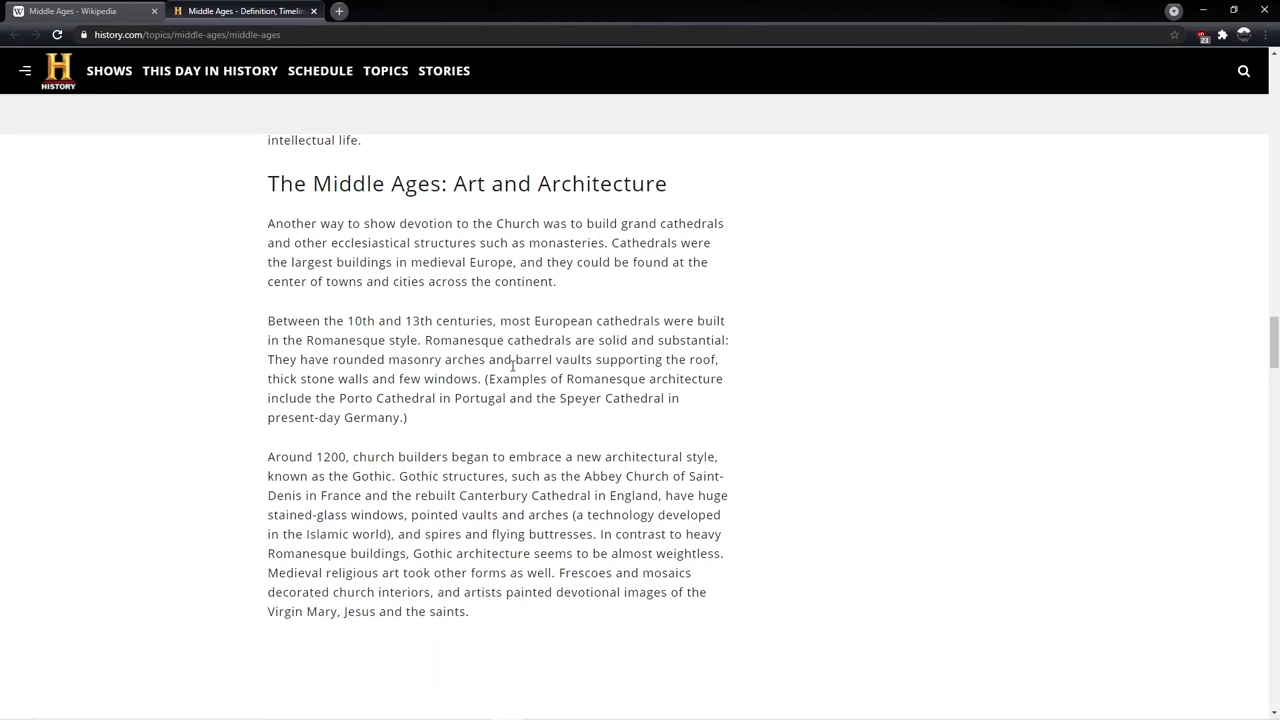 Middle Ages - Wikipedia
Middle Ages - Definition, Timelin
history.com/topics/middle-ages/middle-ages
23
H
HISTORY
SHOWS THIS DAY IN HISTORY SCHEDULE TOPICS STORIES
intellectual life.
The Middle Ages: Art and Architecture
Another way to show devotion to the Church was to build grand cathedrals
and other ecclesiastical structures such as monasteries. Cathedrals were
the largest buildings in medieval Europe, and they could be found at the
center of towns and cities across the continent.
Between the 10th and 13th centuries, most European cathedrals were built
in the Romanesque style. Romanesque cathedrals are solid and substantial:
They have rounded masonry arches and barrel vaults supporting the roof,
thick stone walls and few windows. (Examples of Romanesque architecture
include the Porto Cathedral in Portugal and the Speyer Cathedral in
present-day Germany.)
Around 1200, church builders began to embrace a new architectural style,
known as the Gothic. Gothic structures, such as the Abbey Church of Saint-
Denis in France and the rebuilt Canterbury Cathedral in England, have huge
stained-glass windows, pointed vaults and arches (a technology developed
in the Islamic world), and spires and flying buttresses. In contrast to heavy
Romanesque buildings, Gothic architecture seems to be almost weightless.
Medieval religious art took other forms as well. Frescoes and mosaics
decorated church interiors, and artists painted devotional images of the
Virgin Mary, Jesus and the saints.